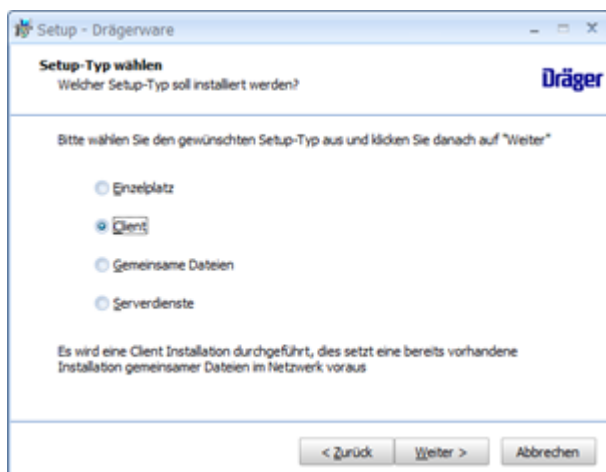 Setup - Drägerware
Setup-Typ wählen
Welcher Setup-Typ soll installiert werden?
Dräger
Bitte wählen Sie den gewünschten Setup-Typ aus und klicken Sie danach auf "Weiter"
Einzelplatz
Client
Gemeinsame Dateien
Serverdienste
Es wird eine Client Installation durchgeführt, dies setzt eine bereits vorhandene
Installation gemeinsamer Dateien im Netzwerk voraus
< Zurück
Weiter >
Abbrechen